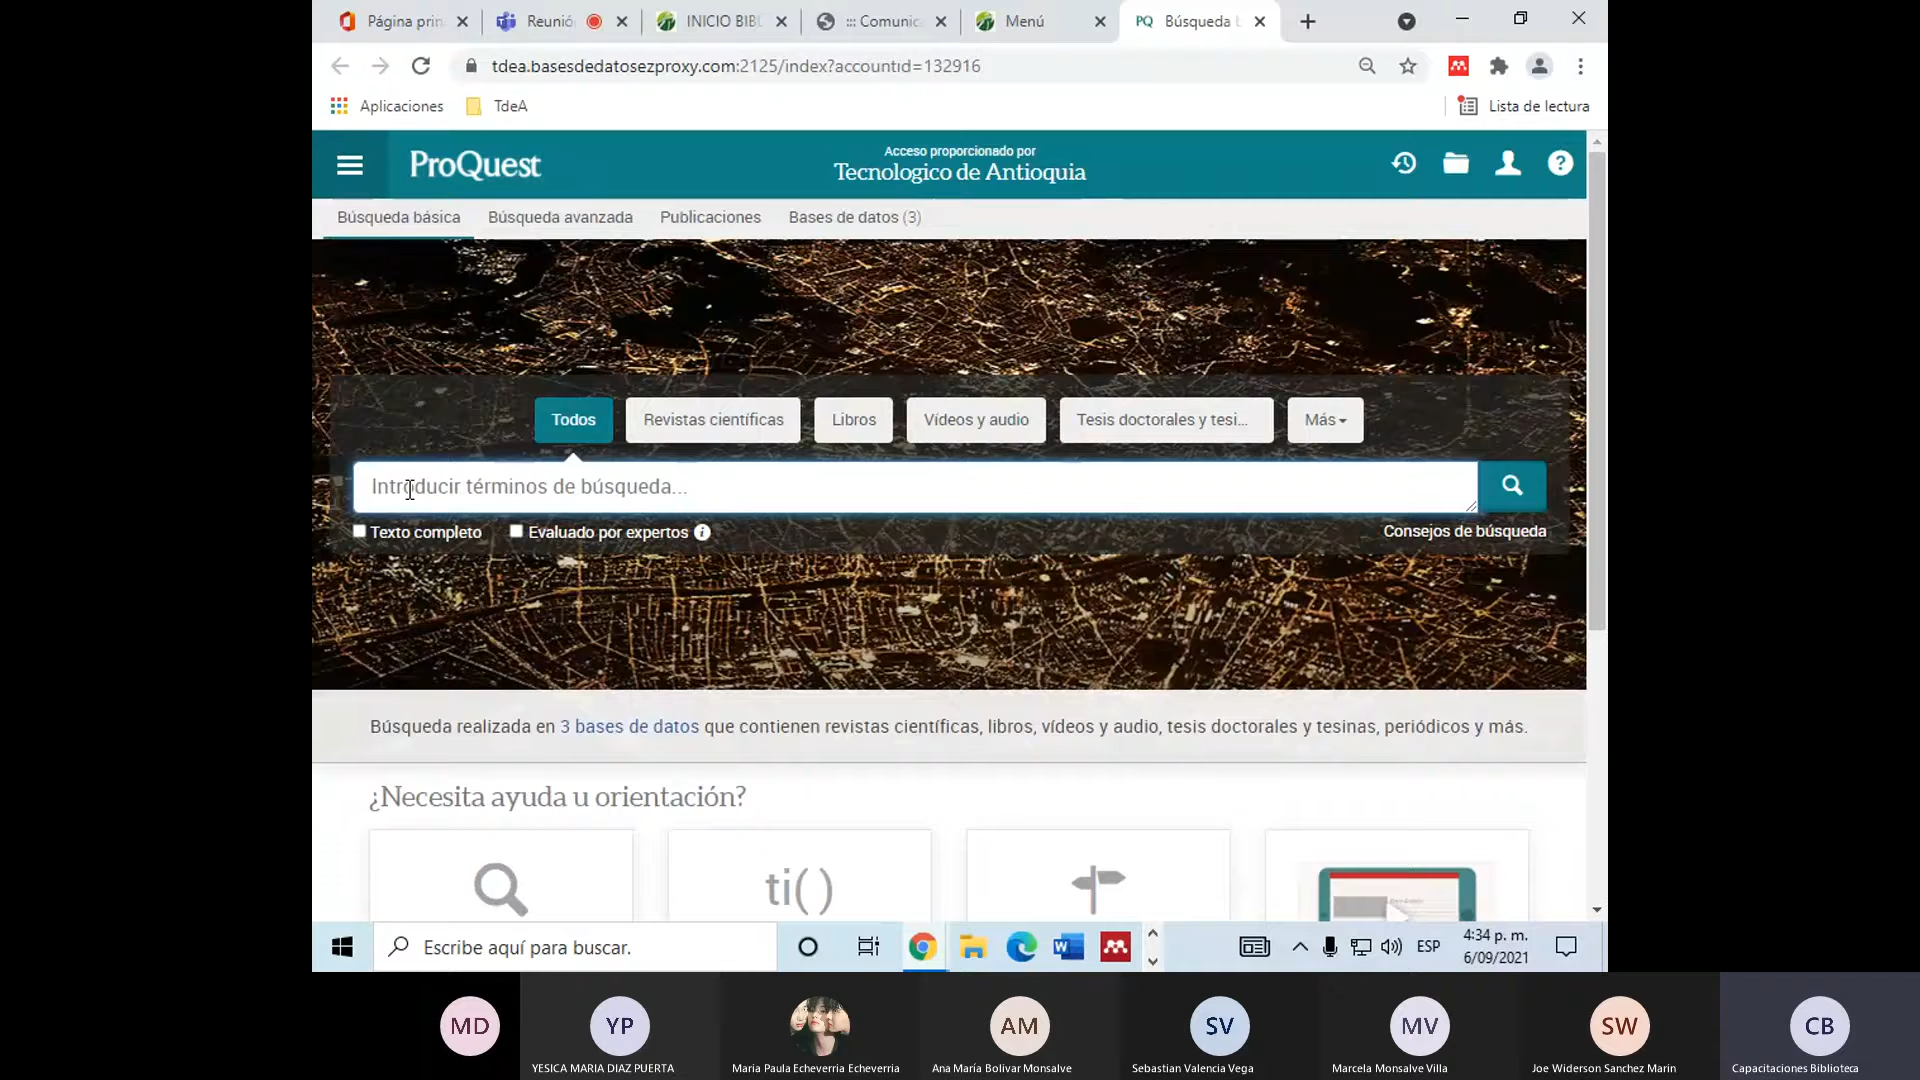 Página prin
Reunió
INICIO BIBL
::: Comunic
Menú
PQ Búsqueda b
tdea.basesdedatosezproxy.com:2125/index?accountid=132916
Aplicaciones
TdeA
Lista de lectura
ProQuest
Acceso proporcionado por
Tecnologico de Antioquia
Búsqueda básica
Búsqueda avanzada
Publicaciones
Bases de datos (3)
Todos
Revistas científicas
Libros
Vídeos y audio
Tesis doctorales y tesi...
Más
Introducir términos de búsqueda...
Texto completo
Evaluado por expertos
Consejos de búsqueda
Búsqueda realizada en 3 bases de datos que contienen revistas científicas, libros, vídeos y audio, tesis doctorales y tesinas, periódicos y más.
¿Necesita ayuda u orientación?
ti( )
Escribe aquí para buscar.
ESP
4:34 p. m.
6/09/2021
MD
YP
AM
SV
MV
SW
CB
YESICA MARIA DIAZ PUERTA
Maria Paula Echeverria Echeverria
Ana María Bolivar Monsalve
Sebastian Valencia Vega
Marcela Monsalve Villa
Joe Widerson Sanchez Marin
Capacitaciones Biblioteca